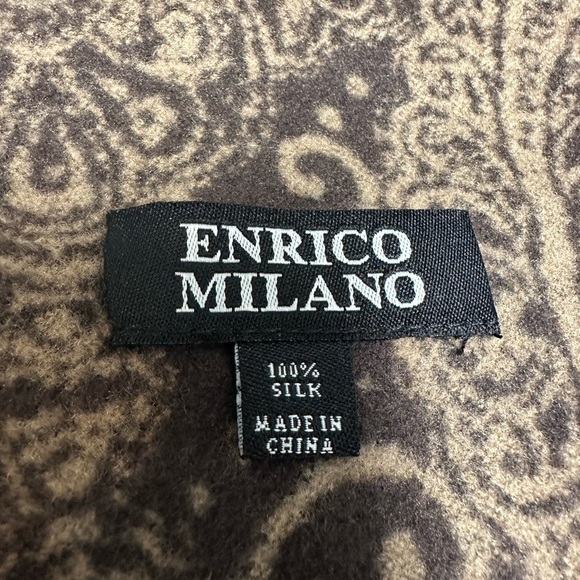 ENRICO
MILANO
100%
SILK
MADE IN
CHINA